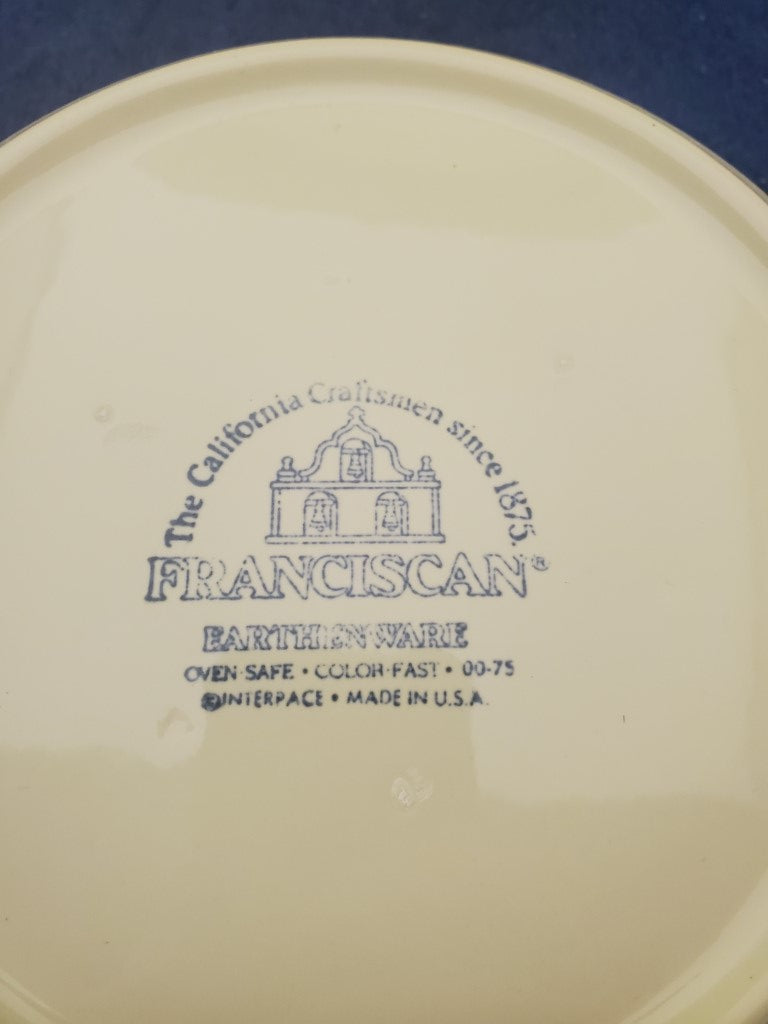 The California Craftsmen since 1875.
FRANCISCAN®
EARTHENWARE
OVEN·SAFE • COLOR·FAST • 00-75
©INTERPACE • MADE IN U.S.A.